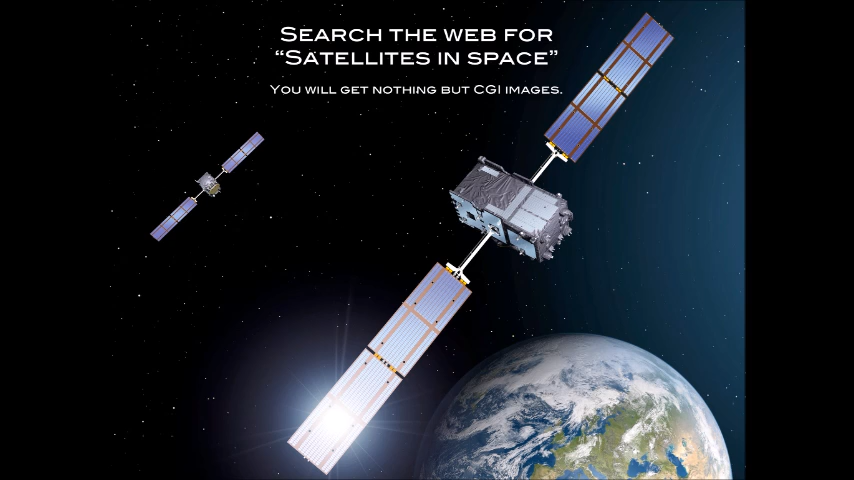 Search the web for
“Satellites in space”
You will get nothing but CGI images.